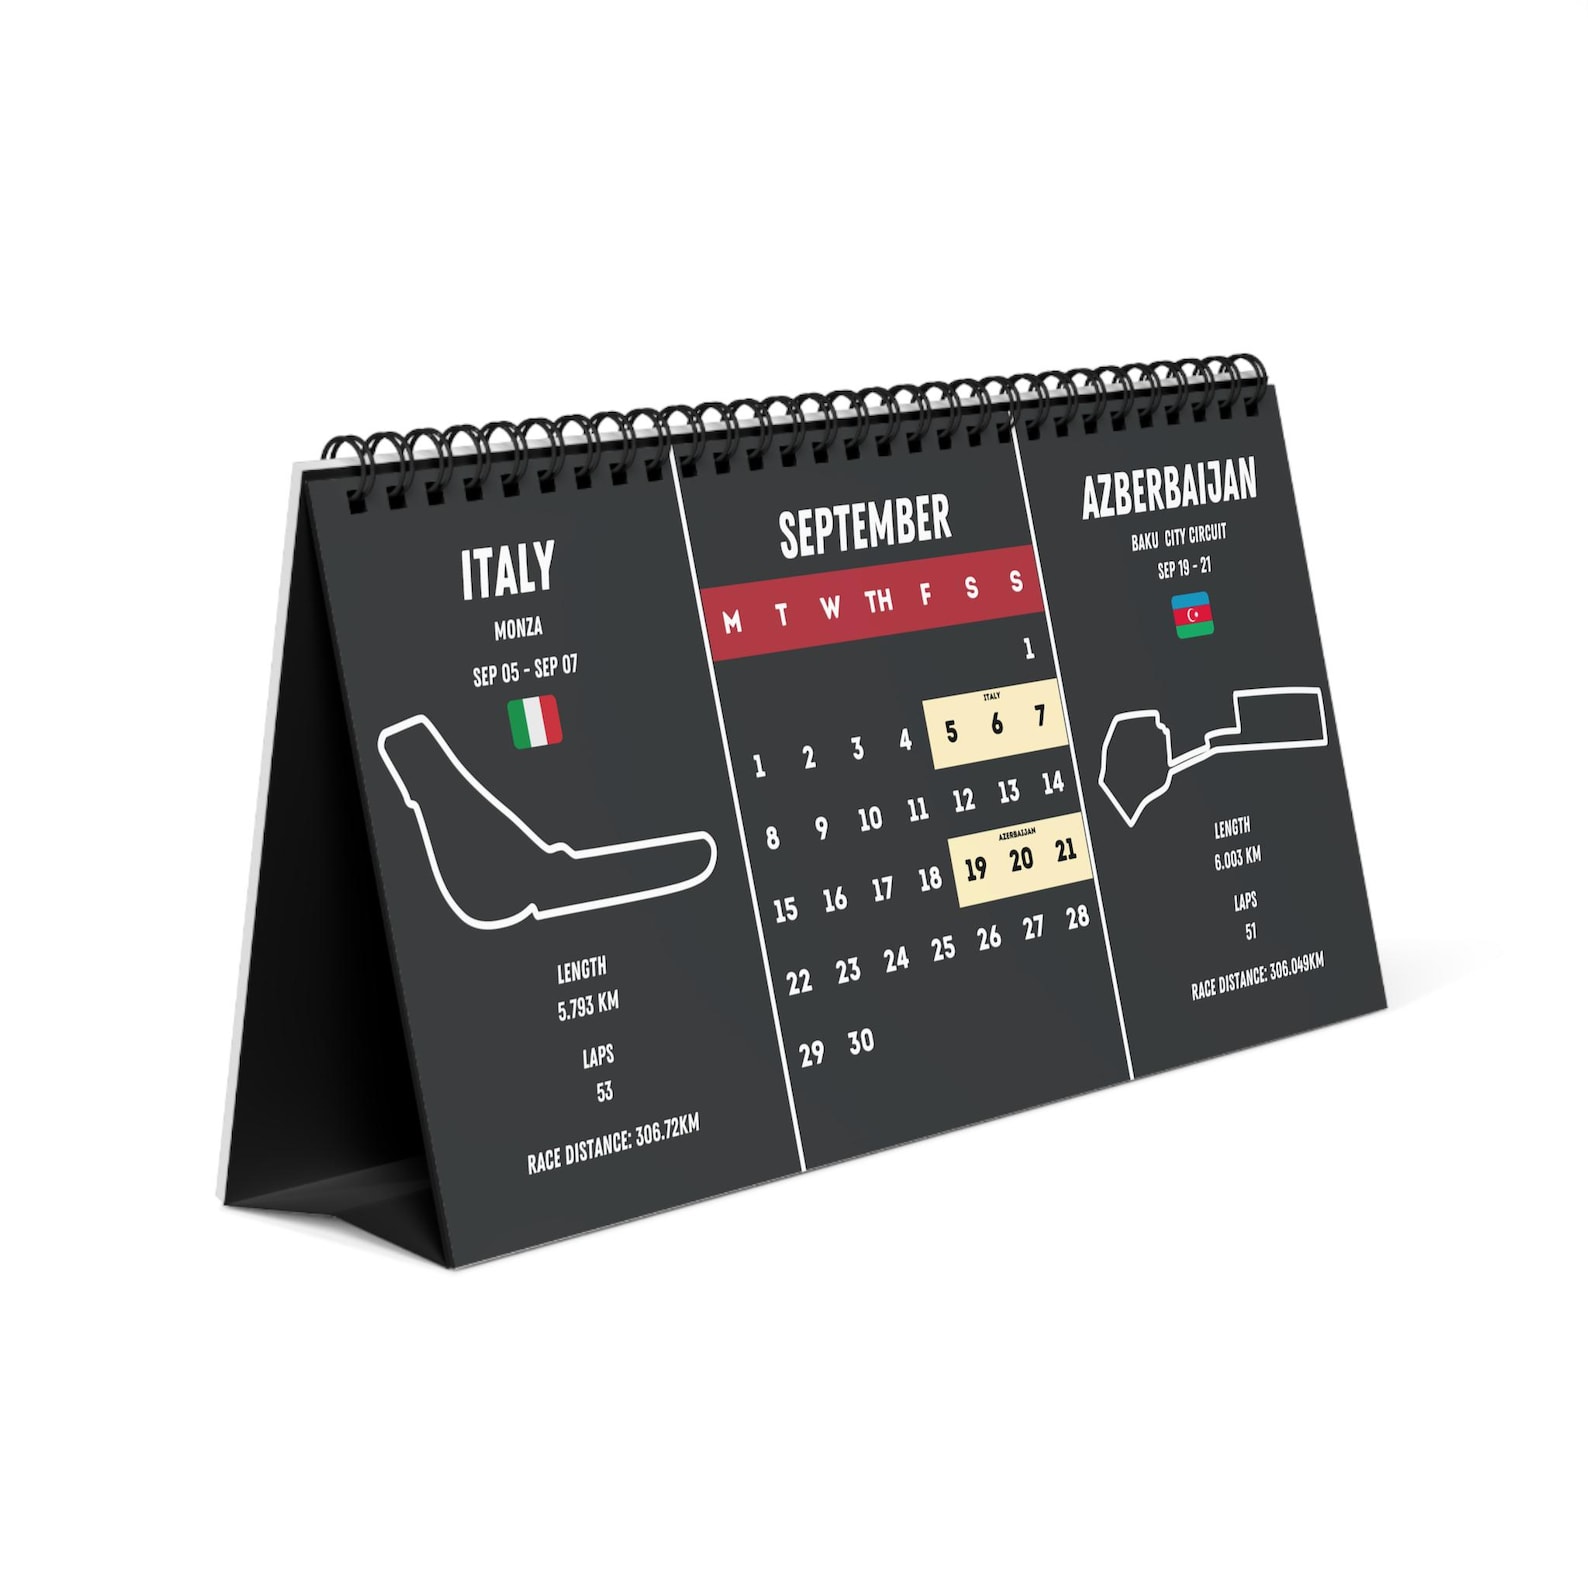 ITALY
MONZA
SEP 05 - SEP 07
LENGTH
5.793 KM
LAPS
53
RACE DISTANCE: 306.72KM
SEPTEMBER
M T W TH F S S
1
ITALY
1 2 3 4 5 6 7
8 9 10 11 12 13 14
AZERBAIJAN
15 16 17 18 19 20 21
22 23 24 25 26 27 28
29 30
AZBERBAIJAN
BAKU CITY CIRCUIT
SEP 19 - 21
LENGTH
6.003 KM
LAPS
51
RACE DISTANCE: 306.049KM